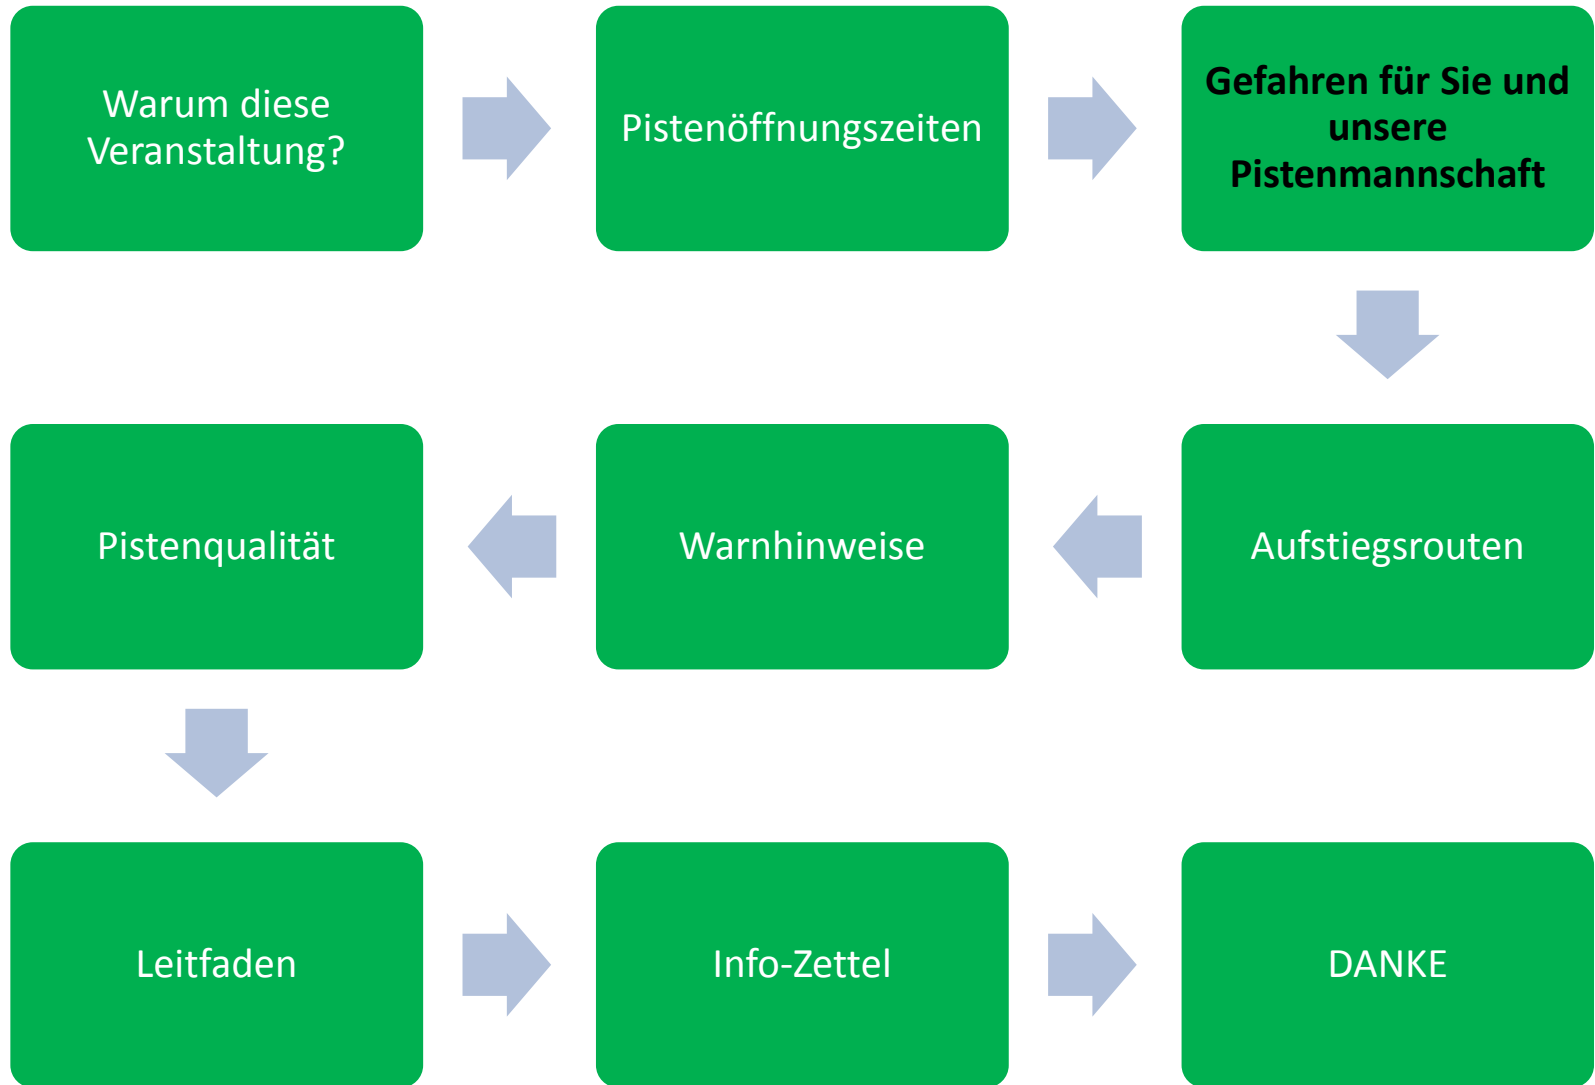 Warum diese
Veranstaltung?
Pistenöffnungszeiten
Gefahren für Sie und
unsere
Pistenmannschaft
Aufstiegsrouten
Warnhinweise
Pistenqualität
Leitfaden
Info-Zettel
DANKE